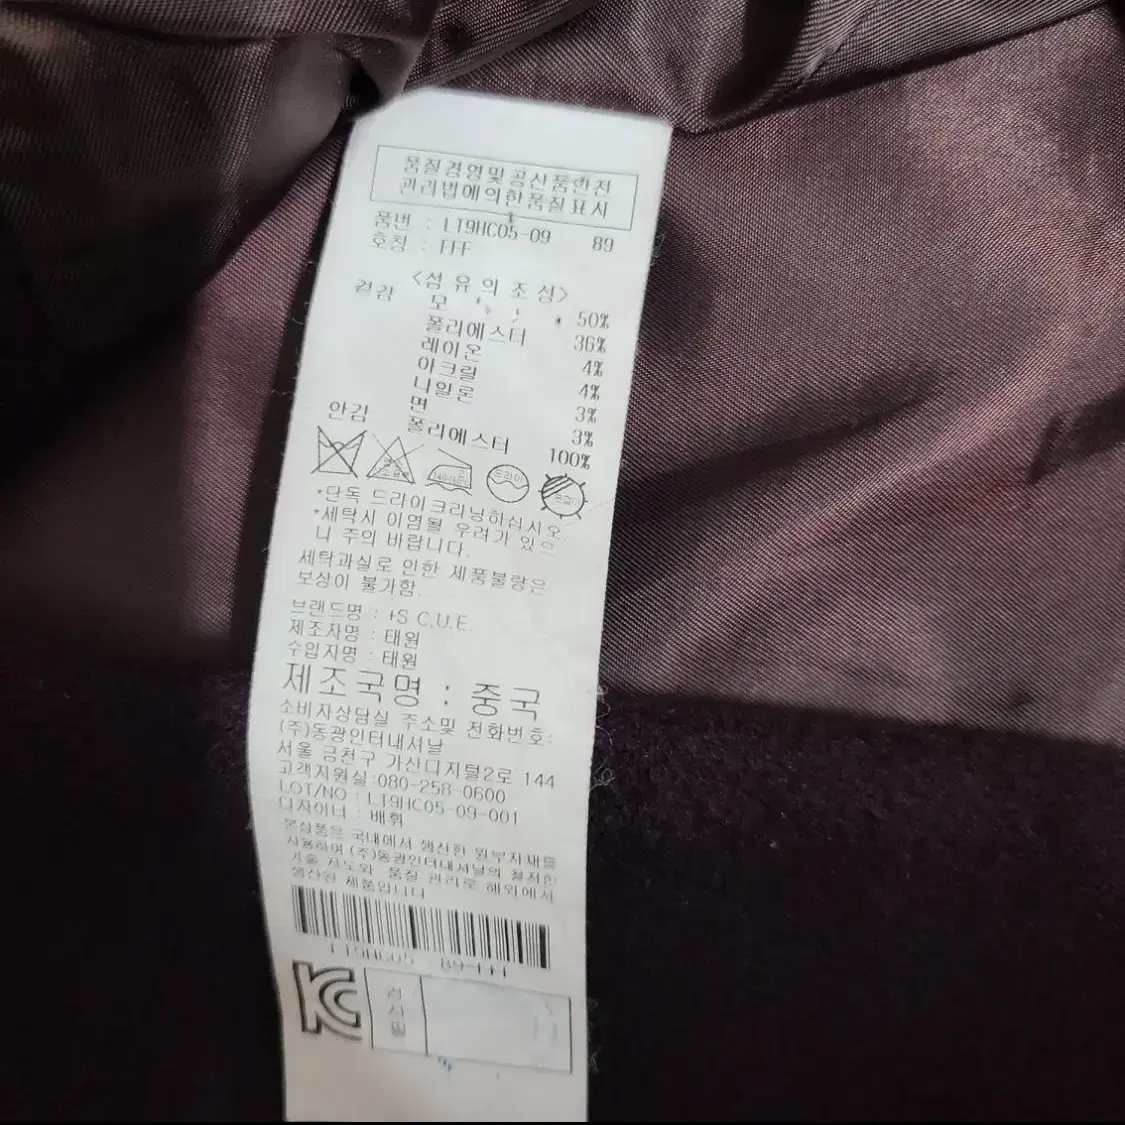 품질경영및공산품안전
관리법에의한품질표시
품번 : LT9HC05-09 89
호칭 : FFF
<섬 유 의 조 성>
겉감 모 50%
폴리에스터 36%
레이온 4%
아크릴 4%
나일론 3%
면 3%
안감 폴리에스터 100%
드라이
*단독 드라이크리닝하십시오.
*세탁시 이염될 우려가 있으
니 주의 바랍니다.
세탁과실로 인한 제품불량은
보상이 불가함.
브랜드명 : +S C.U.E.
제조자명 : 태원
수입자명 : 태원
제조국명 : 중국
소비자상담실 주소및 전화번호:
(주)동광인터내셔날
서울 금천구 가산디지털2로 144
고객지원실:080-258-0600
LOT/NO : LT9HC05-09-001
디자이너 : 배휘
본상품은 국내에서 생산한 원부자재를
사용하여 (주)동광인터내셔날의 철저한
기술 지도와 품질 관리로 해외에서
생산된 제품입니다
LT9HC05 89-FFF
KC
검사필